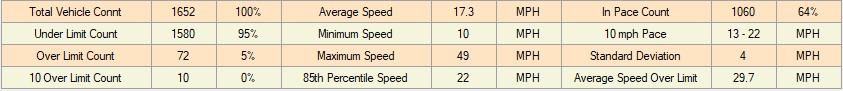 Total Vehicle Connt 1652 100% Average Speed 17.3 MPH In Pace Count 1060 64%
Under Limit Count 1580 95% Minimum Speed 10 MPH 10 mph Pace 13 - 22 MPH
Over Limit Count 72 5% Maximum Speed 49 MPH Standard Deviation 4 MPH
10 Over Limit Count 10 0% 85th Percentile Speed 22 MPH Average Speed Over Limit 29.7 MPH